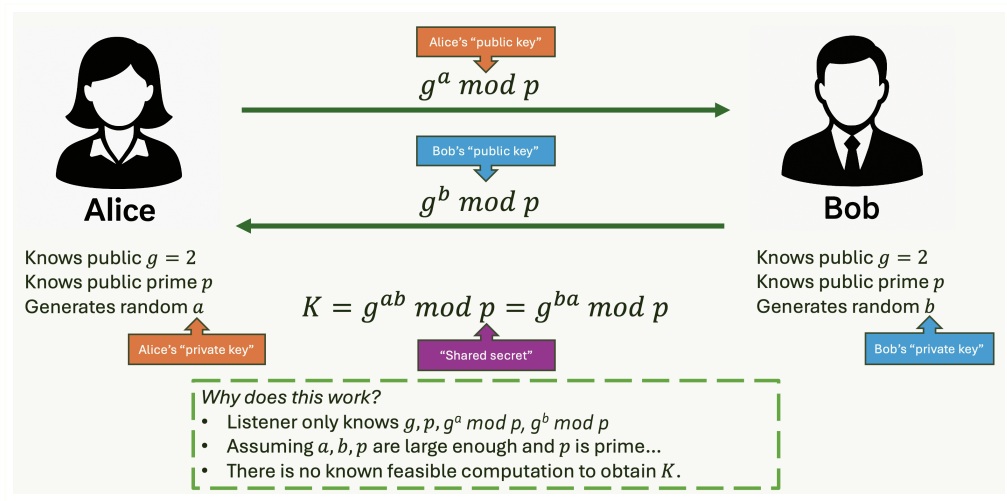 Alice's “public key”
g^a mod p
Bob's “public key”
g^b mod p
Alice
Bob
Knows public g = 2
Knows public prime p
Generates random a
Alice's “private key”
Knows public g = 2
Knows public prime p
Generates random b
Bob's “private key”
K = g^{ab} mod p = g^{ba} mod p
“Shared secret”
Why does this work?
• Listener only knows g, p, g^a mod p, g^b mod p
• Assuming a, b, p are large enough and p is prime…
• There is no known feasible computation to obtain K.